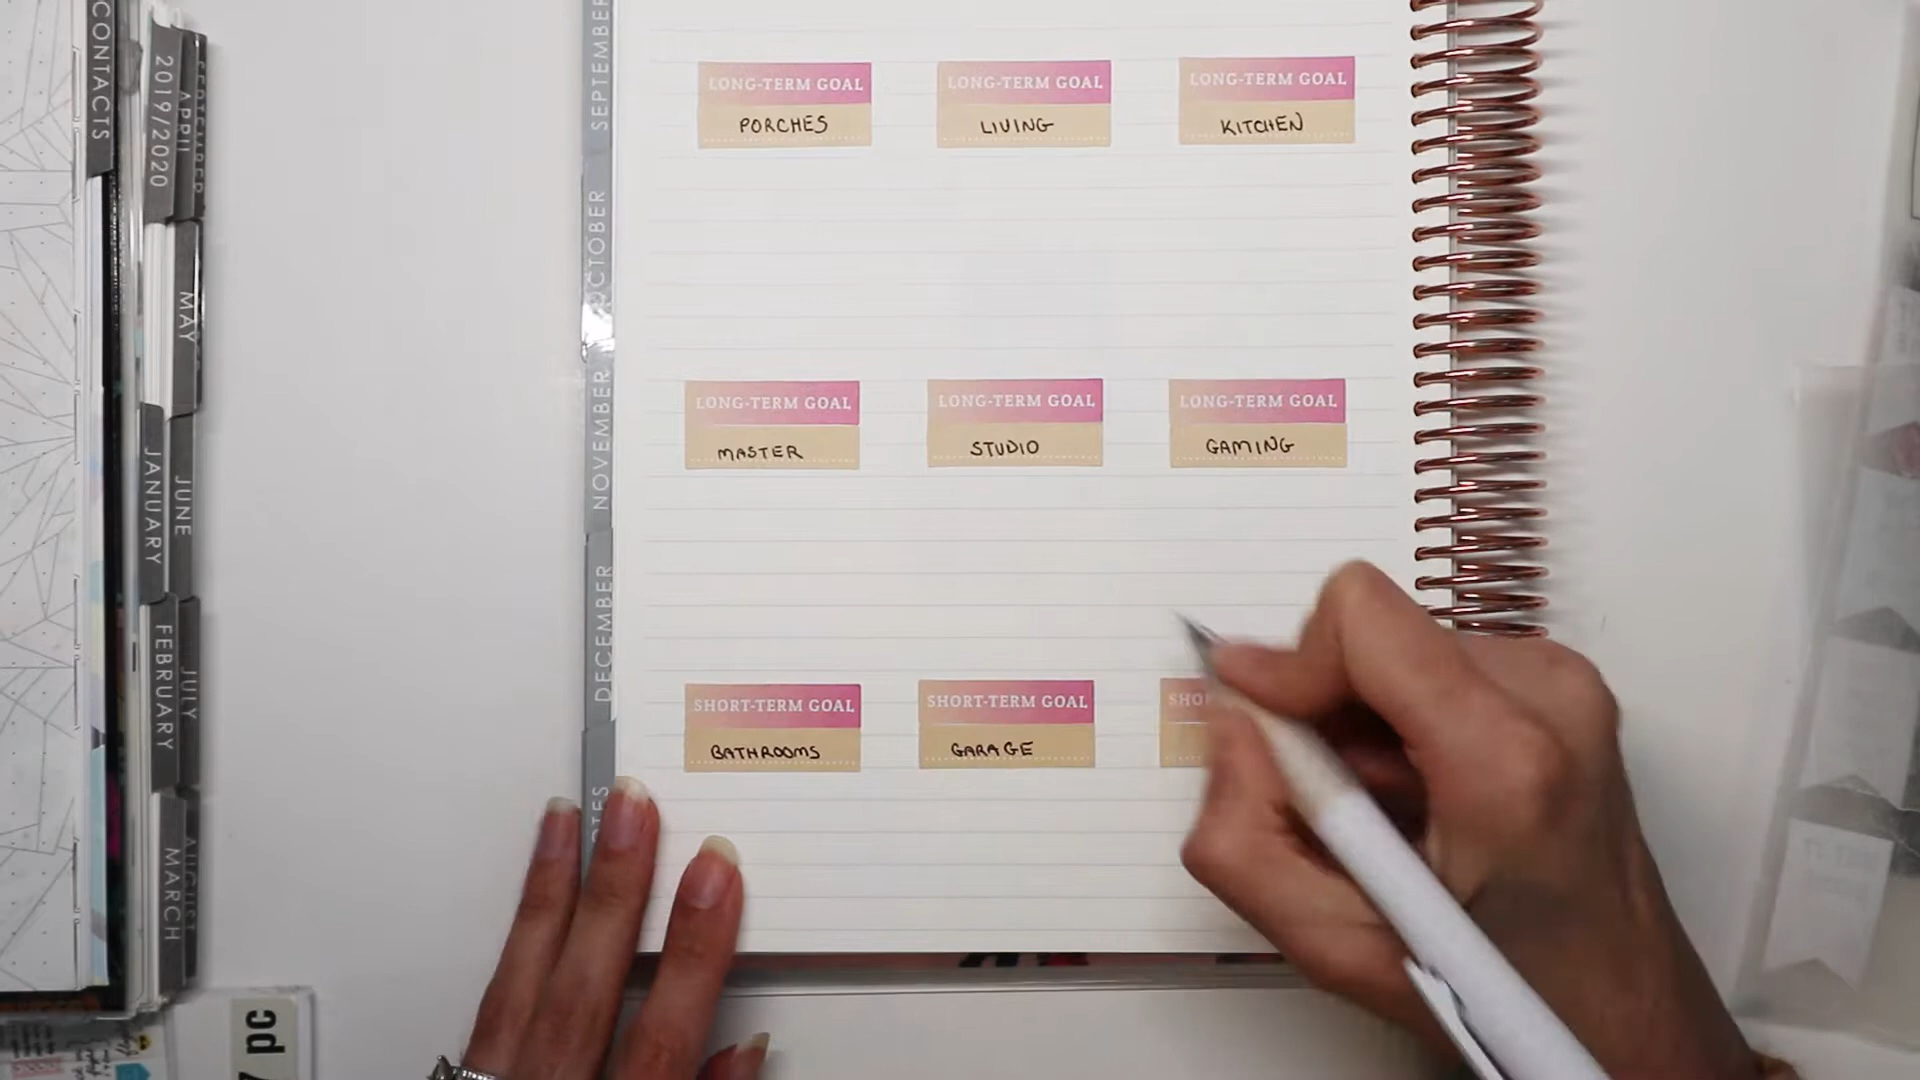 CONTACTS
2019/2020
SEPTEMBER
APRIL
MAY
JANUARY
JUNE
FEBRUARY
JULY
MARCH
AUGUST
SEPTEMBER
OCTOBER
NOVEMBER
DECEMBER
LONG-TERM GOAL
PORCHES
LONG-TERM GOAL
LIVING
LONG-TERM GOAL
KITCHEN
LONG-TERM GOAL
MASTER
LONG-TERM GOAL
STUDIO
LONG-TERM GOAL
GAMING
SHORT-TERM GOAL
BATHROOMS
SHORT-TERM GOAL
GARAGE
pc